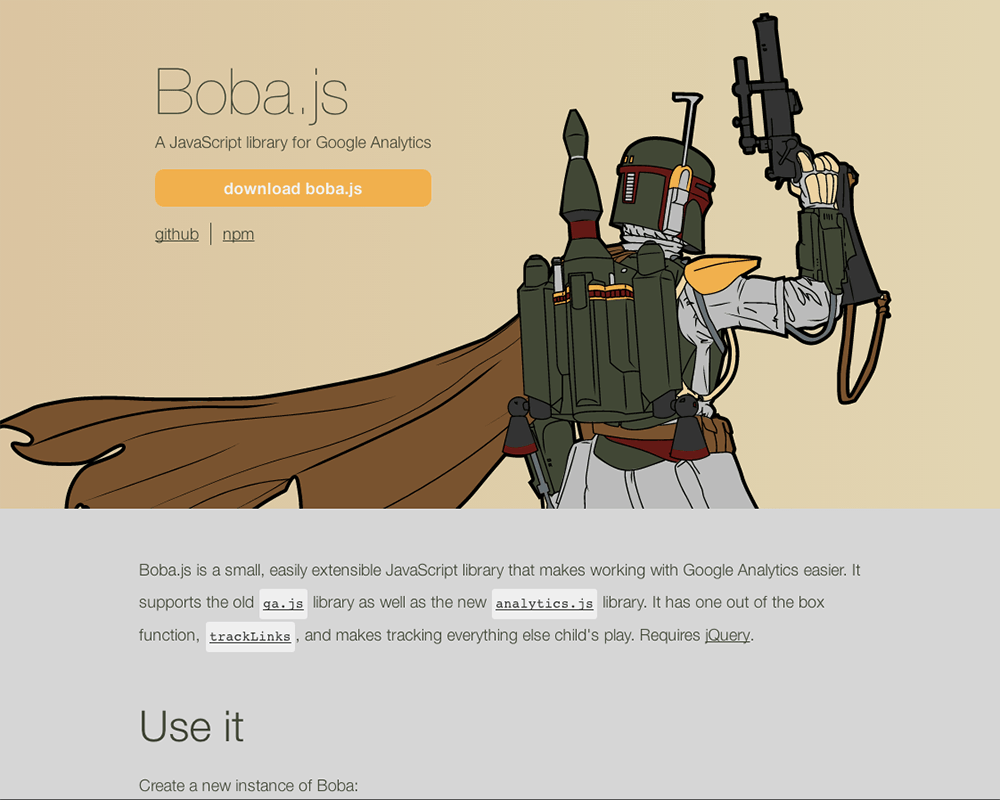 Boba.js
A JavaScript library for Google Analytics
download boba.js
github | npm
Boba.js is a small, easily extensible JavaScript library that makes working with Google Analytics easier. It
supports the old ga.js library as well as the new analytics.js library. It has one out of the box
function, trackLinks, and makes tracking everything else child's play. Requires jQuery.
Use it
Create a new instance of Boba: